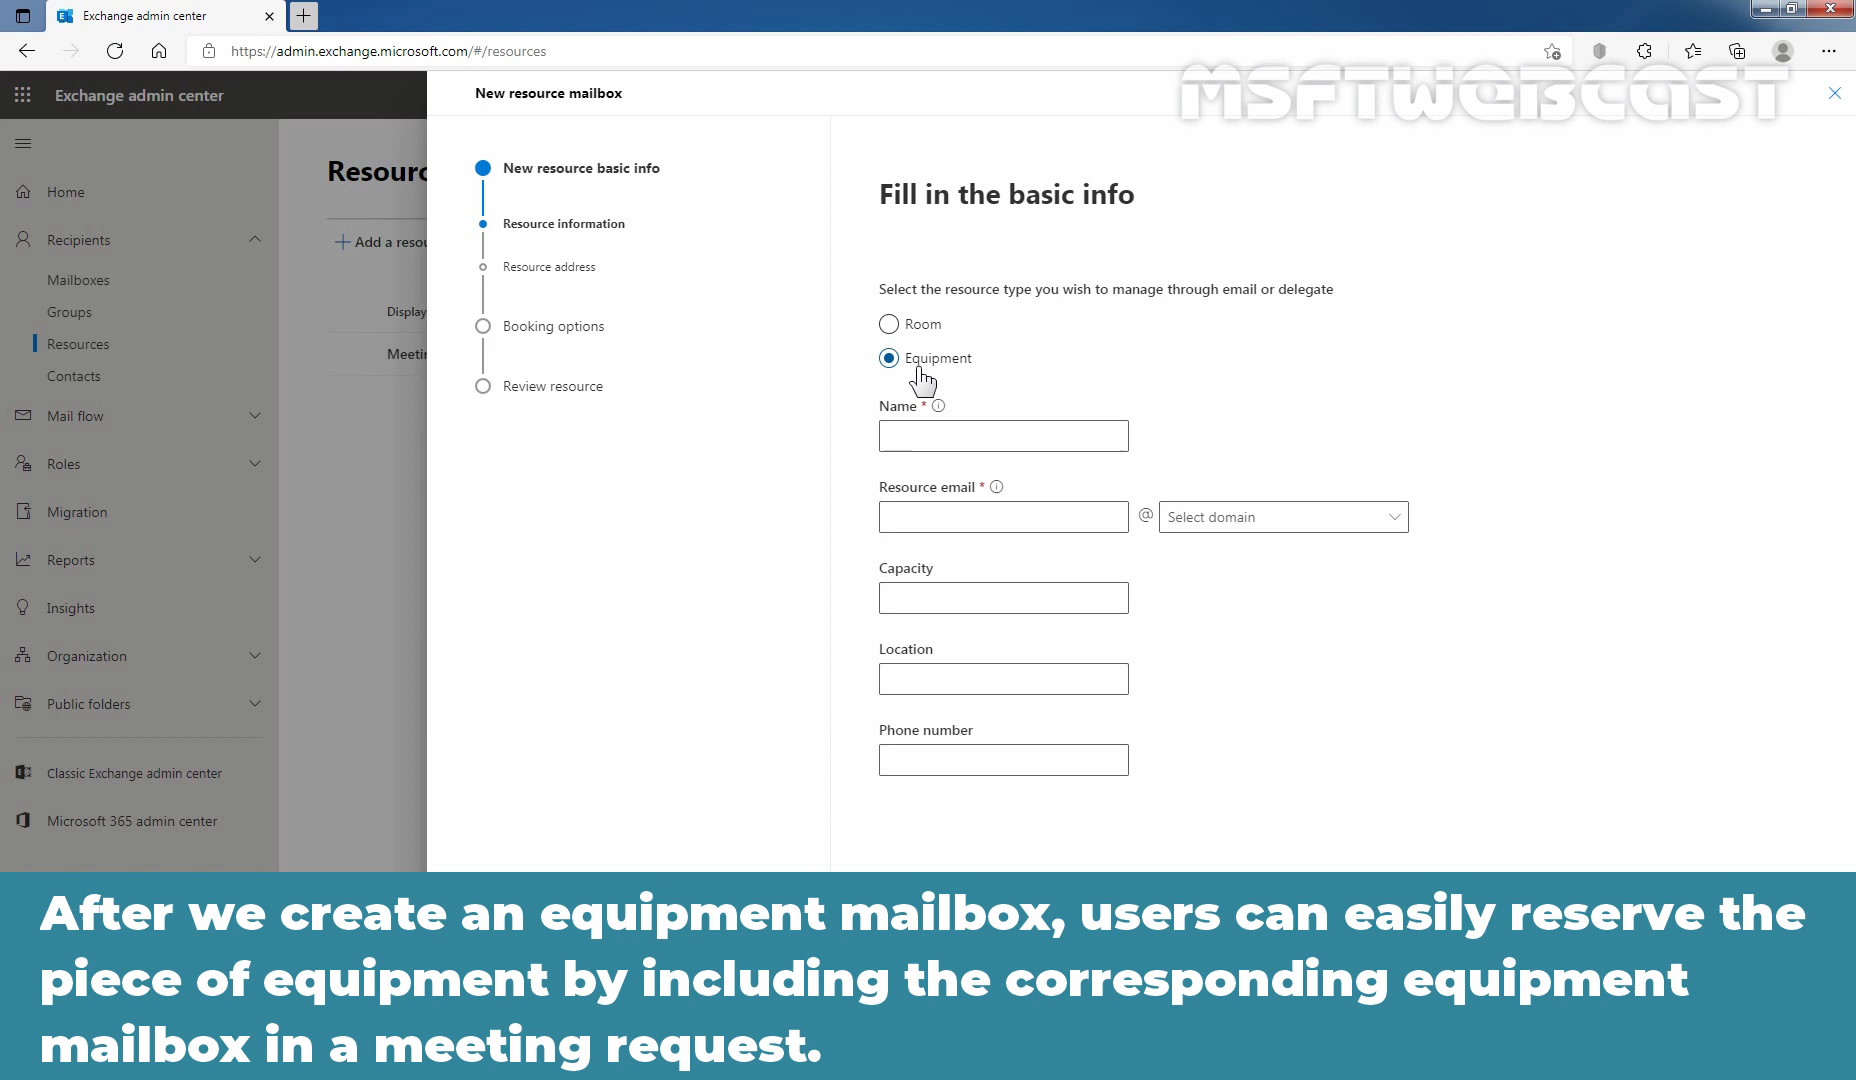 Exchange admin center
https://admin.exchange.microsoft.com/#/resources
MSFTWEBCAST
Exchange admin center
New resource mailbox
Home
Recipients
Mailboxes
Groups
Resources
Contacts
Mail flow
Roles
Migration
Reports
Insights
Organization
Public folders
Classic Exchange admin center
Microsoft 365 admin center
Resourc
Add a resou
Display
Meetin
New resource basic info
Resource information
Resource address
Booking options
Review resource
Fill in the basic info
Select the resource type you wish to manage through email or delegate
Room
Equipment
Name *
Resource email *
@ Select domain
Capacity
Location
Phone number
After we create an equipment mailbox, users can easily reserve the
piece of equipment by including the corresponding equipment
mailbox in a meeting request.